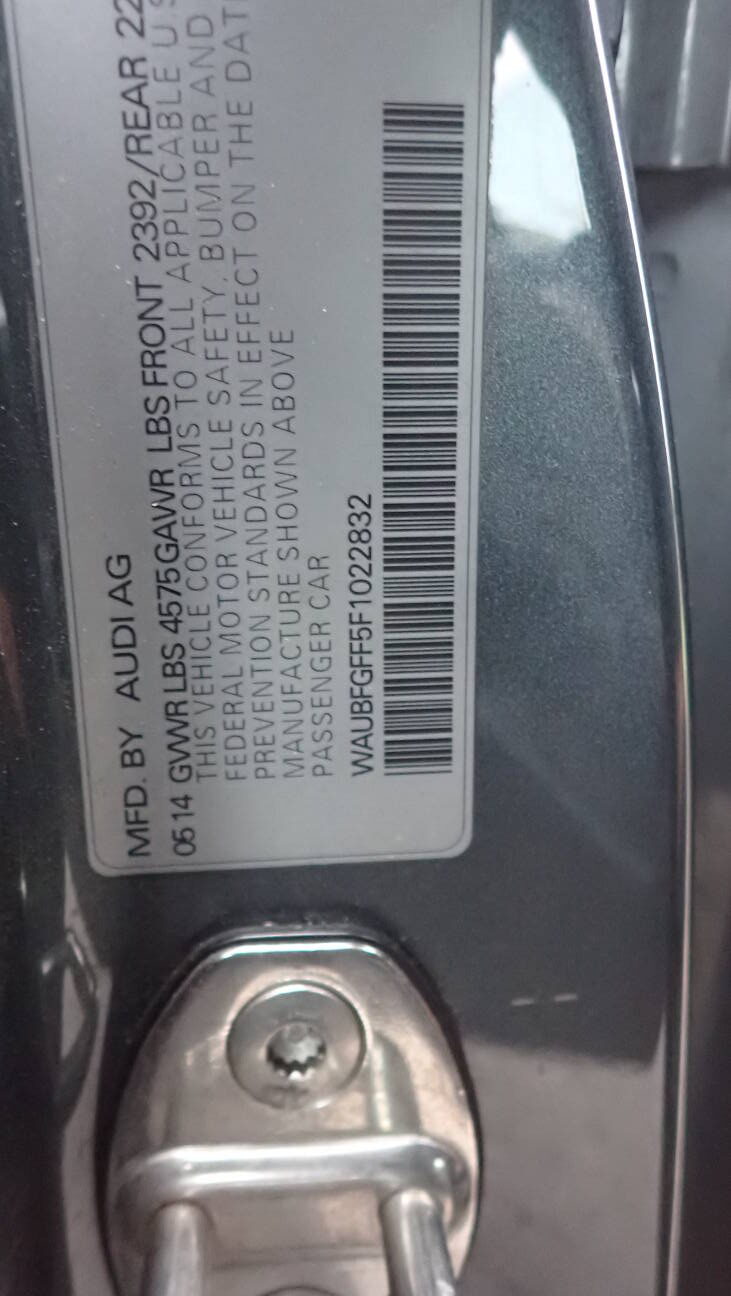 MFD. BY AUDI AG
0514 GVWR LBS 4575 GAWR LBS FRONT 2392/REAR 22
THIS VEHICLE CONFORMS TO ALL APPLICABLE U.S
FEDERAL MOTOR VEHICLE SAFETY, BUMPER AND
PREVENTION STANDARDS IN EFFECT ON THE DAT
MANUFACTURE SHOWN ABOVE
PASSENGER CAR
WAUBFGFF5F1022832